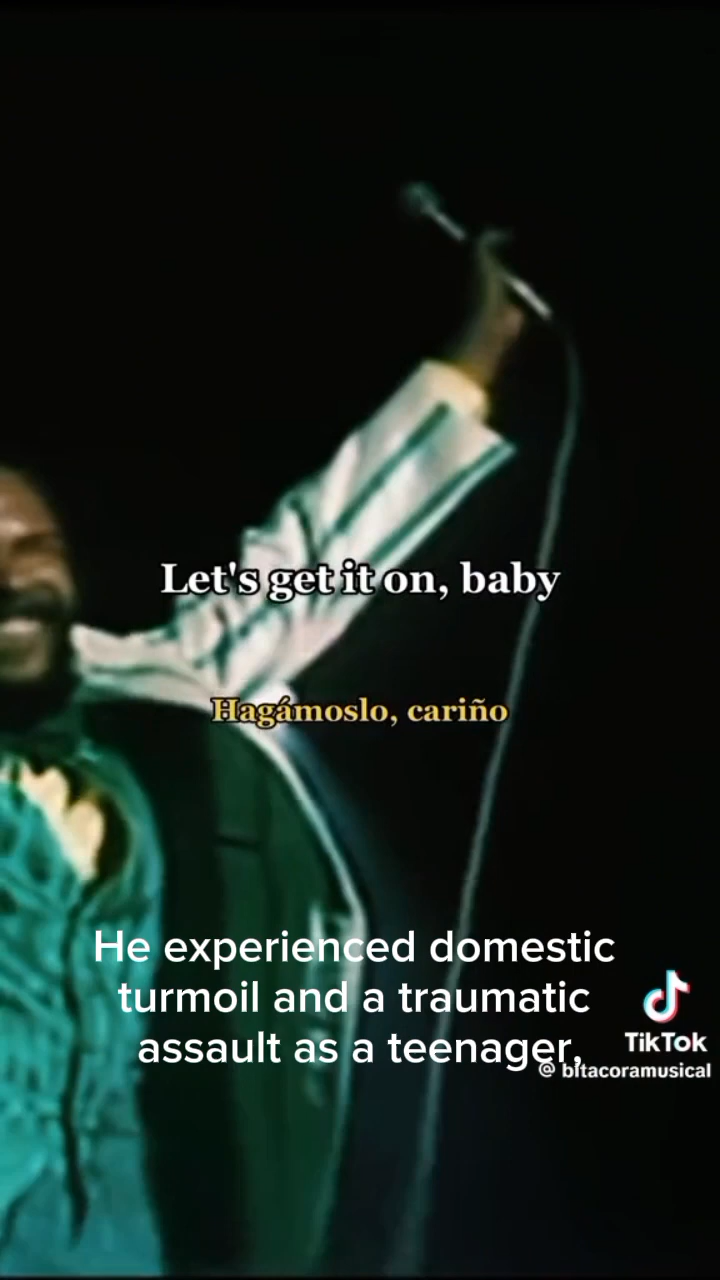 Let's get it on, baby
Hagámoslo, cariño
He experienced domestic
turmoil and a traumatic
assault as a teenager,
TikTok
@ bitacoramusical